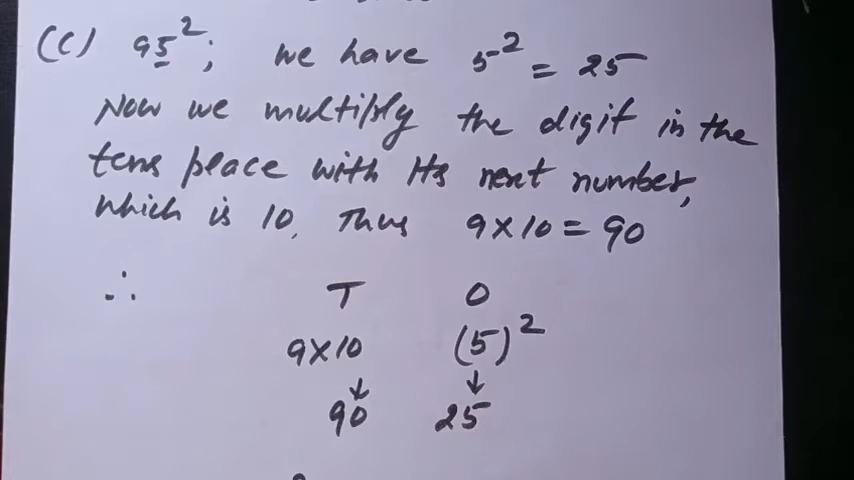 (c) 95²; we have 5² = 25
Now we multiply the digit in the
tens place with its next number,
which is 10. Thus 9×10 = 90
∴ T O
9×10 (5)²
↓ ↓
90 25